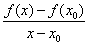 f(x) − f(x₀)
x − x₀